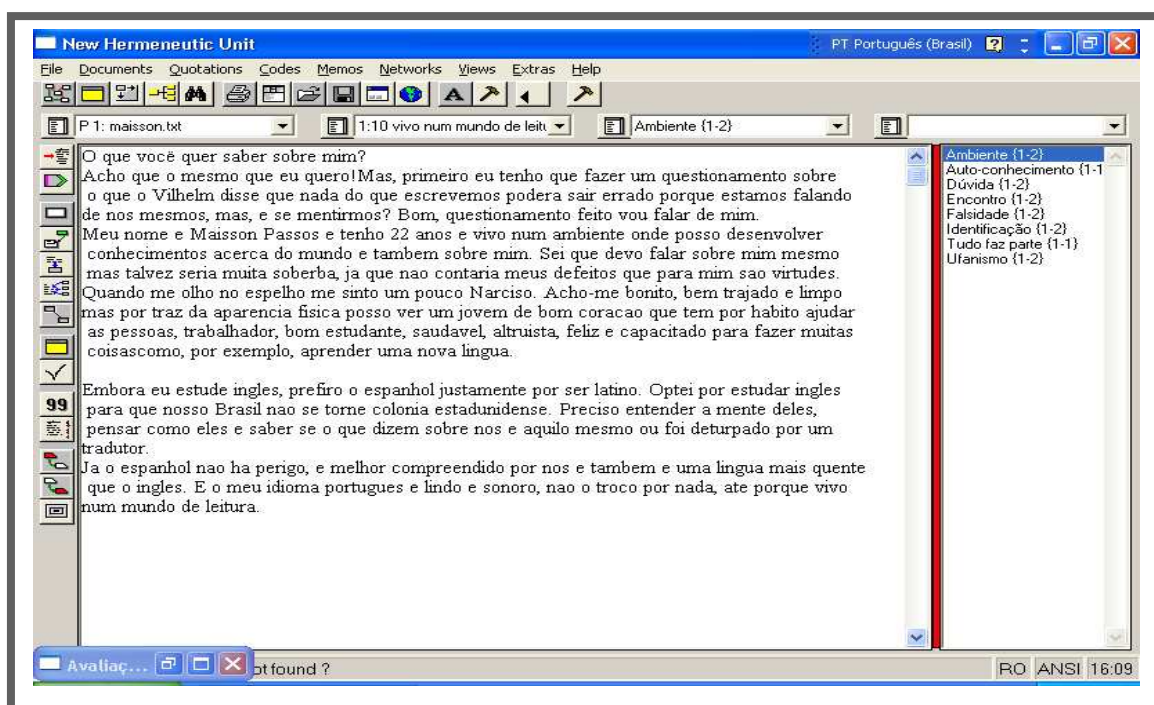 New Hermeneutic Unit
PT Português (Brasil)
File Documents Quotations Codes Memos Networks Views Extras Help
P 1: maisson.txt
1:10 vivo num mundo de leitu
Ambiente {1-2}
O que você quer saber sobre mim?
Acho que o mesmo que eu quero!Mas, primeiro eu tenho que fazer um questionamento sobre
o que o Vilhelm disse que nada do que escrevemos podera sair errado porque estamos falando
de nos mesmos, mas, e se mentirmos? Bom, questionamento feito vou falar de mim.
Meu nome e Maisson Passos e tenho 22 anos e vivo num ambiente onde posso desenvolver
conhecimentos acerca do mundo e tambem sobre mim. Sei que devo falar sobre mim mesmo
mas talvez seria muita soberba, ja que nao contaria meus defeitos que para mim sao virtudes.
Quando me olho no espelho me sinto um pouco Narciso. Acho-me bonito, bem trajado e limpo
mas por traz da aparencia fisica posso ver um jovem de bom coracao que tem por habito ajudar
as pessoas, trabalhador, bom estudante, saudavel, altruista, feliz e capacitado para fazer muitas
coisascomo, por exemplo, aprender uma nova lingua.
Embora eu estude ingles, prefiro o espanhol justamente por ser latino. Optei por estudar ingles
para que nosso Brasil nao se torne colonia estadunidense. Preciso entender a mente deles,
pensar como eles e saber se o que dizem sobre nos e aquilo mesmo ou foi deturpado por um
tradutor.
Ja o espanhol nao ha perigo, e melhor compreendido por nos e tambem e uma lingua mais quente
que o ingles. E o meu idioma portugues e lindo e sonoro, nao o troco por nada, ate porque vivo
num mundo de leitura.
Ambiente {1-2}
Auto-conhecimento {1-1
Dúvida {1-2}
Encontro {1-2}
Falsidade {1-2}
Identificação {1-2}
Tudo faz parte {1-1}
Ufanismo {1-2}
99
A
Avaliaç...
ot found ?
RO ANSI 16:09